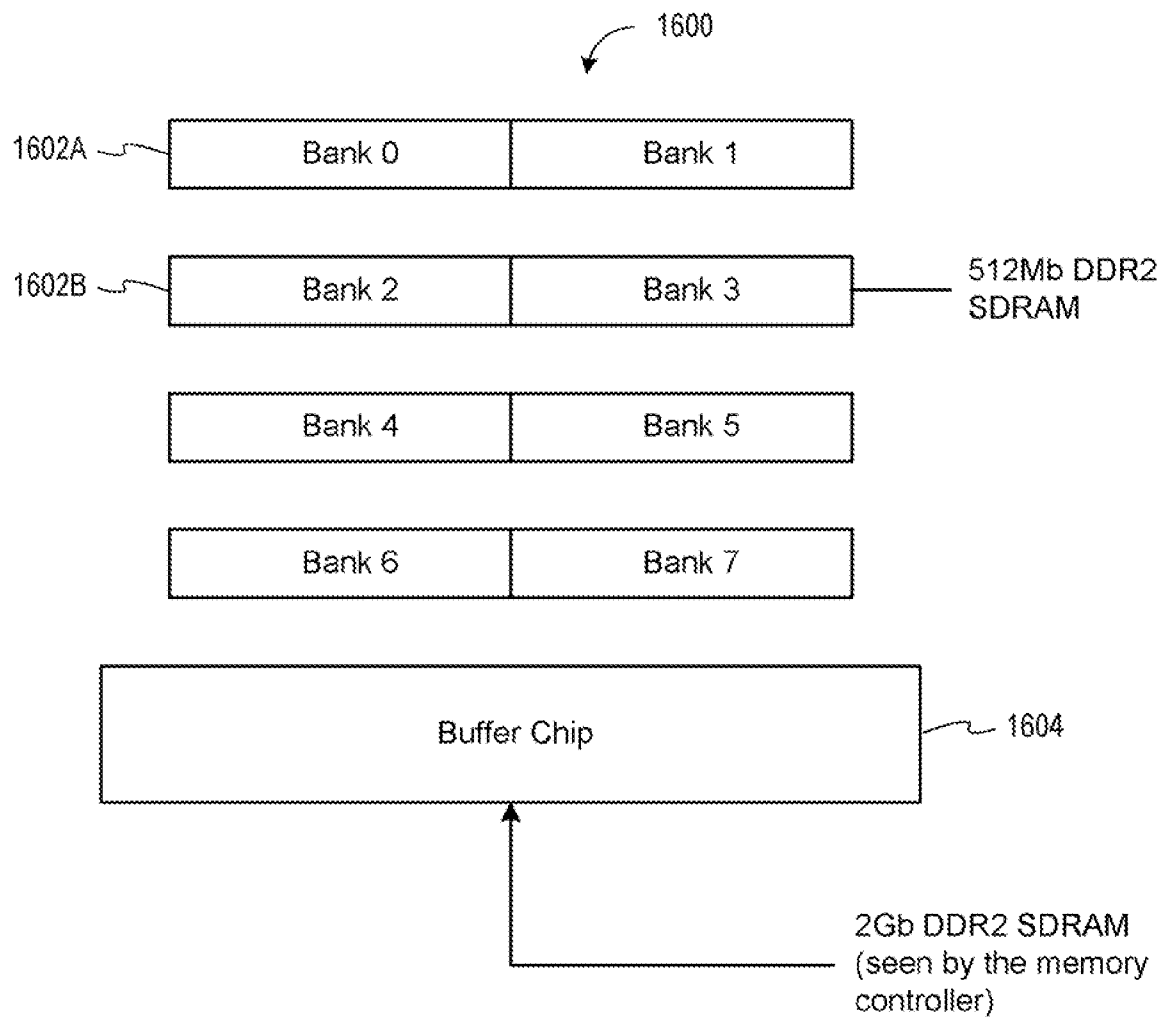 1600
1602A
Bank 0
Bank 1
1602B
Bank 2
Bank 3
512Mb DDR2
SDRAM
Bank 4
Bank 5
Bank 6
Bank 7
Buffer Chip
1604
2Gb DDR2 SDRAM
(seen by the memory
controller)